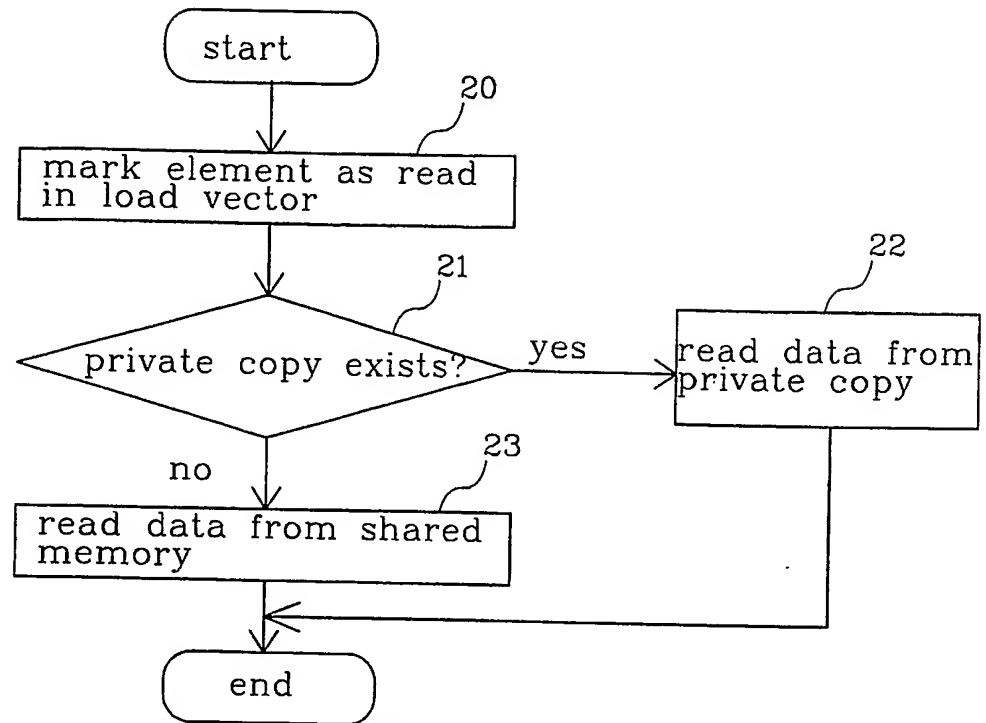 start
20
mark element as read
in load vector
21
private copy exists?
yes
22
read data from
private copy
no
23
read data from shared
memory
end